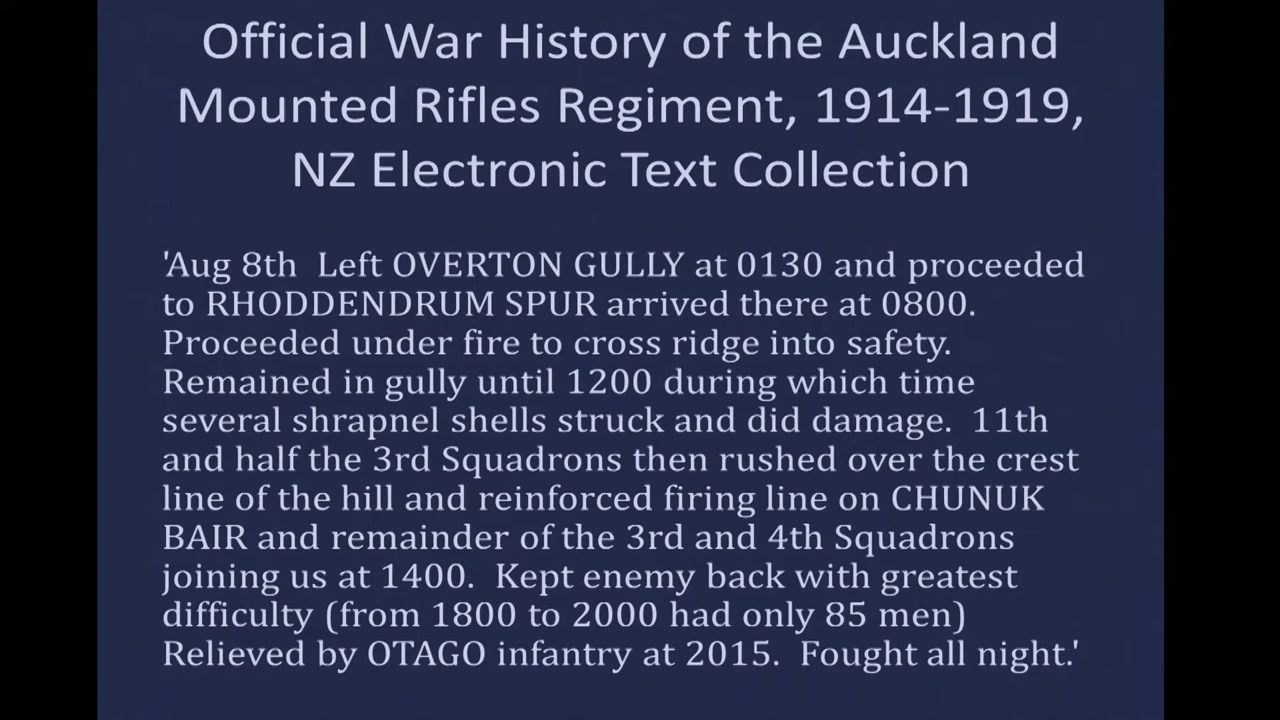 Official War History of the Auckland
Mounted Rifles Regiment, 1914-1919,
NZ Electronic Text Collection
'Aug 8th  Left OVERTON GULLY at 0130 and proceeded
to RHODDENDRUM SPUR arrived there at 0800.
Proceeded under fire to cross ridge into safety.
Remained in gully until 1200 during which time
several shrapnel shells struck and did damage.  11th
and half the 3rd Squadrons then rushed over the crest
line of the hill and reinforced firing line on CHUNUK
BAIR and remainder of the 3rd and 4th Squadrons
joining us at 1400.  Kept enemy back with greatest
difficulty (from 1800 to 2000 had only 85 men)
Relieved by OTAGO infantry at 2015.  Fought all night.'